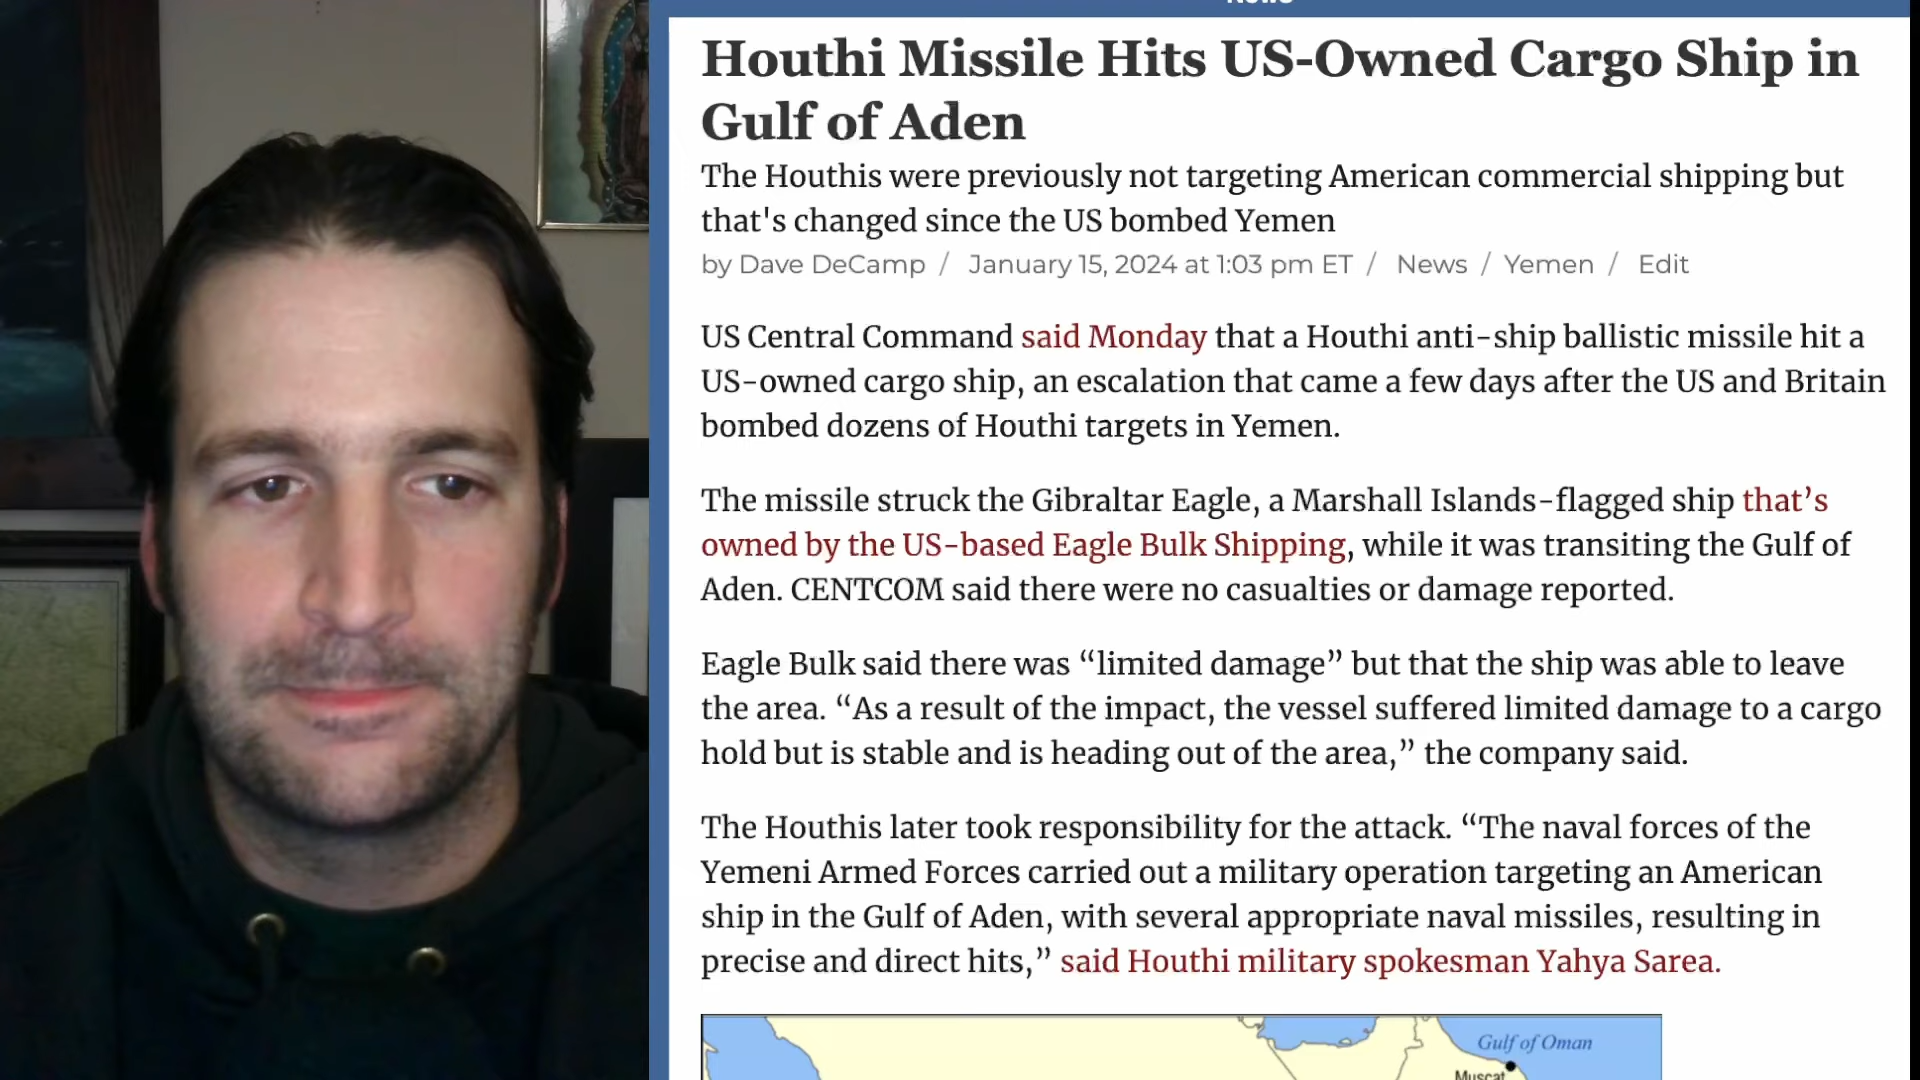 News
Houthi Missile Hits US-Owned Cargo Ship in
Gulf of Aden
The Houthis were previously not targeting American commercial shipping but
that's changed since the US bombed Yemen
by Dave DeCamp / January 15, 2024 at 1:03 pm ET / News / Yemen / Edit
US Central Command said Monday that a Houthi anti-ship ballistic missile hit a
US-owned cargo ship, an escalation that came a few days after the US and Britain
bombed dozens of Houthi targets in Yemen.
The missile struck the Gibraltar Eagle, a Marshall Islands-flagged ship that’s
owned by the US-based Eagle Bulk Shipping, while it was transiting the Gulf of
Aden. CENTCOM said there were no casualties or damage reported.
Eagle Bulk said there was “limited damage” but that the ship was able to leave
the area. “As a result of the impact, the vessel suffered limited damage to a cargo
hold but is stable and is heading out of the area,” the company said.
The Houthis later took responsibility for the attack. “The naval forces of the
Yemeni Armed Forces carried out a military operation targeting an American
ship in the Gulf of Aden, with several appropriate naval missiles, resulting in
precise and direct hits,” said Houthi military spokesman Yahya Sarea.
Gulf of Oman
Muscat